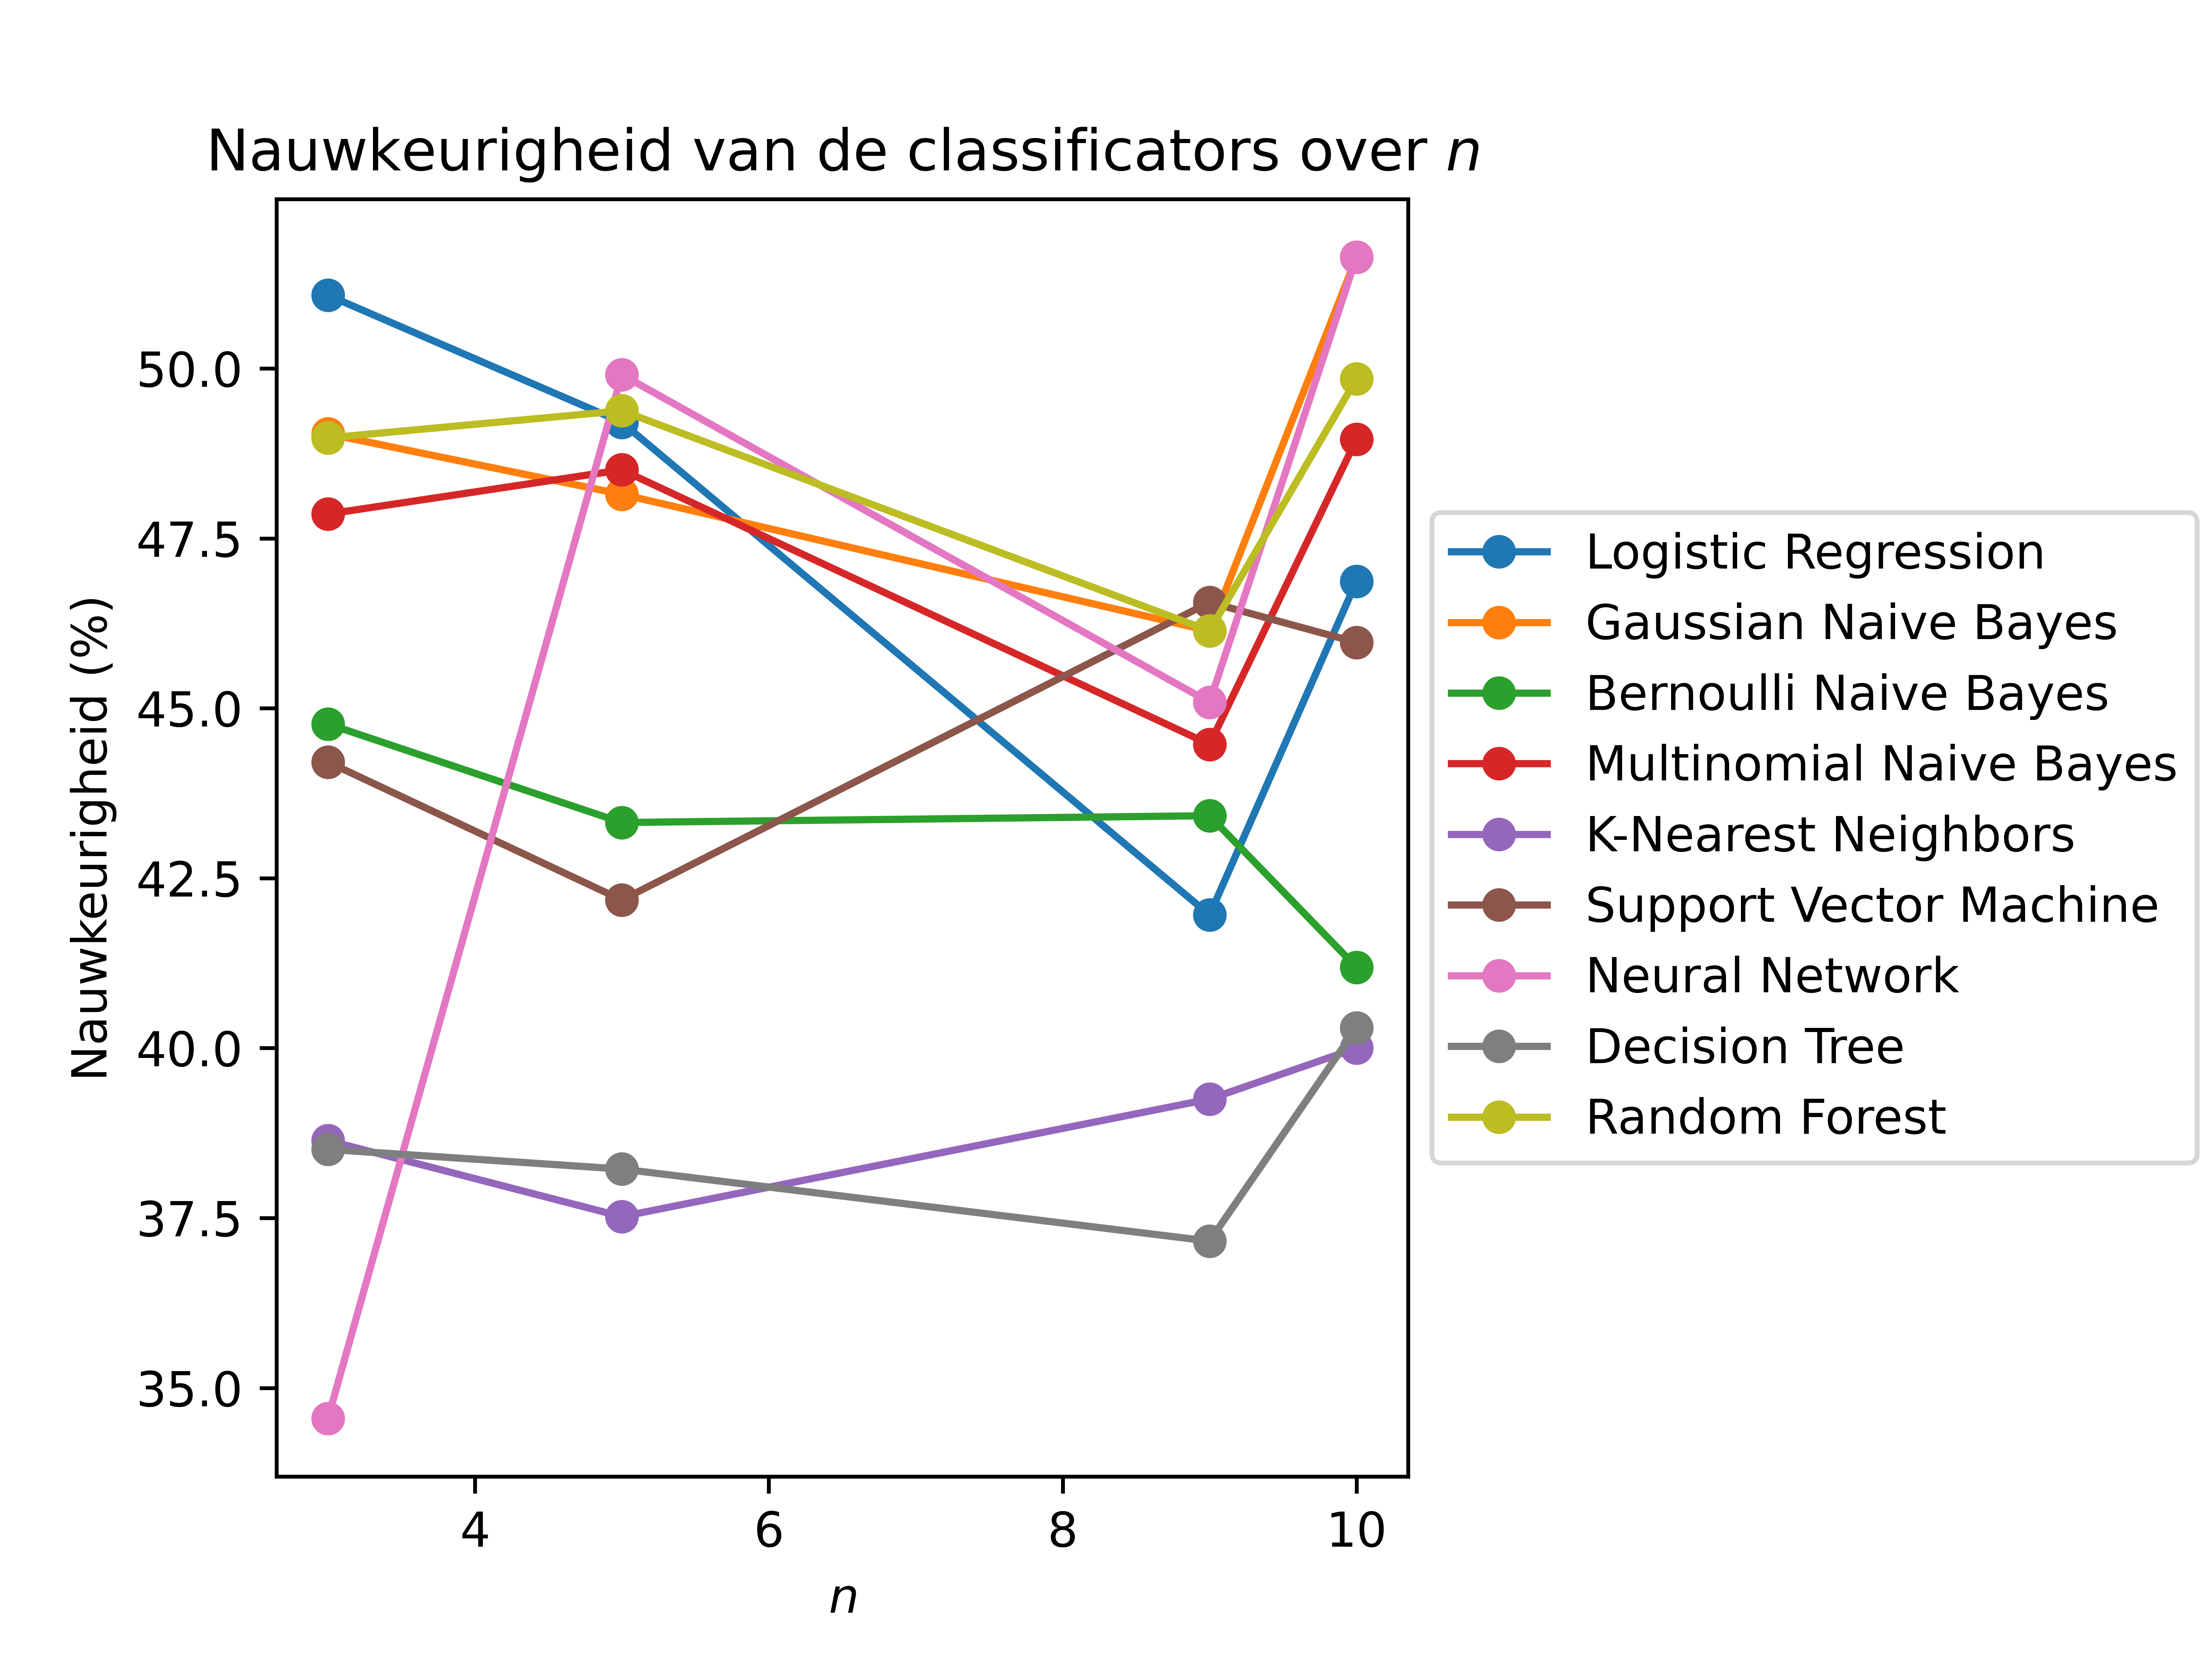 Nauwkeurigheid van de classificators over n
Nauwkeurigheid (%)
50.0
47.5
45.0
42.5
40.0
37.5
35.0
4
6
8
10
n
Logistic Regression
Gaussian Naive Bayes
Bernoulli Naive Bayes
Multinomial Naive Bayes
K-Nearest Neighbors
Support Vector Machine
Neural Network
Decision Tree
Random Forest